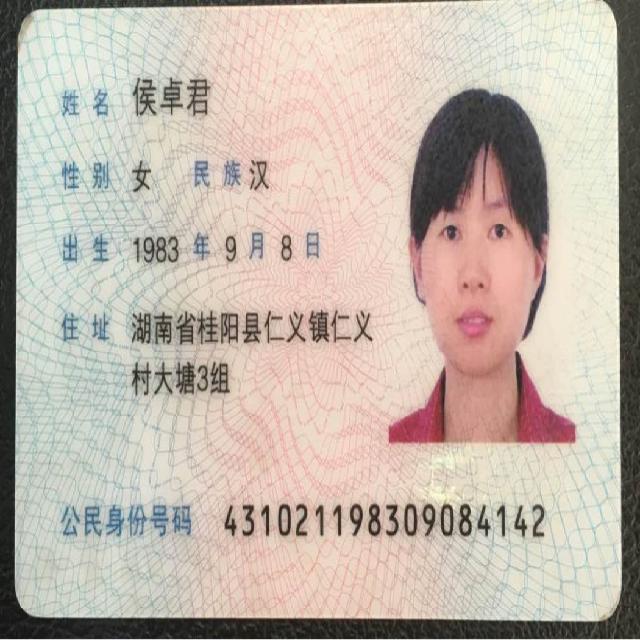 姓名 侯卓君
性别 女 民族 汉
出生 1983 年 9 月 8 日
住址 湖南省桂阳县仁义镇仁义
村大塘3组
公民身份号码 431021198309084142